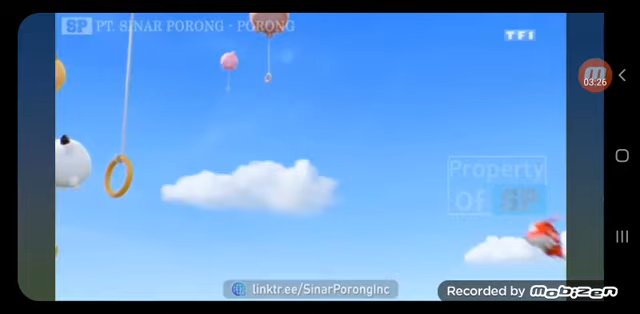 SP PT. SINAR PORONG - PORONG
TF1
03:26
Property
Of SP
linktr.ee/SinarPorongInc
Recorded by Mobizen